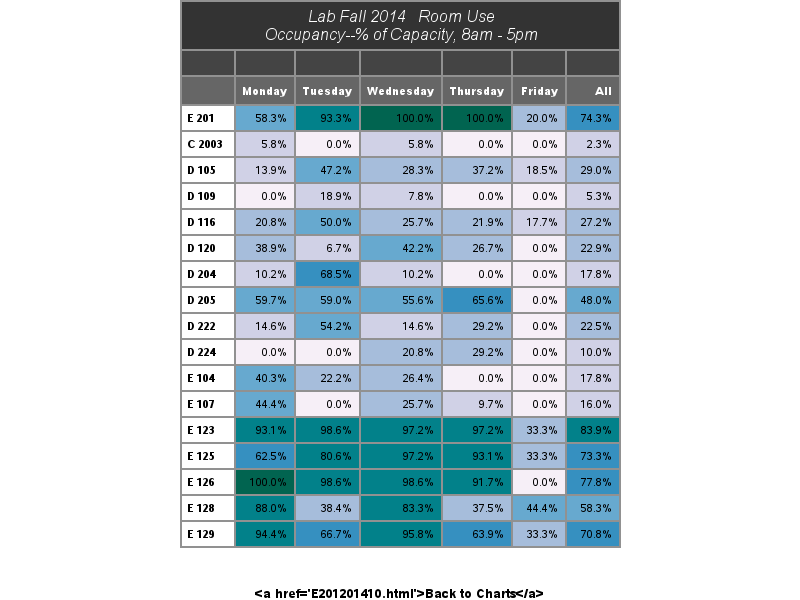 Lab Fall 2014 Room Use
Occupancy--% of Capacity, 8am - 5pm
Monday Tuesday Wednesday Thursday Friday All
E 201 58.3% 93.3% 100.0% 100.0% 20.0% 74.3%
C 2003 5.8% 0.0% 5.8% 0.0% 0.0% 2.3%
D 105 13.9% 47.2% 28.3% 37.2% 18.5% 29.0%
D 109 0.0% 18.9% 7.8% 0.0% 0.0% 5.3%
D 116 20.8% 50.0% 25.7% 21.9% 17.7% 27.2%
D 120 38.9% 6.7% 42.2% 26.7% 0.0% 22.9%
D 204 10.2% 68.5% 10.2% 0.0% 0.0% 17.8%
D 205 59.7% 59.0% 55.6% 65.6% 0.0% 48.0%
D 222 14.6% 54.2% 14.6% 29.2% 0.0% 22.5%
D 224 0.0% 0.0% 20.8% 29.2% 0.0% 10.0%
E 104 40.3% 22.2% 26.4% 0.0% 0.0% 17.8%
E 107 44.4% 0.0% 25.7% 9.7% 0.0% 16.0%
E 123 93.1% 98.6% 97.2% 97.2% 33.3% 83.9%
E 125 62.5% 80.6% 97.2% 93.1% 33.3% 73.3%
E 126 100.0% 98.6% 98.6% 91.7% 0.0% 77.8%
E 128 88.0% 38.4% 83.3% 37.5% 44.4% 58.3%
E 129 94.4% 66.7% 95.8% 63.9% 33.3% 70.8%
<a href='E201201410.html'>Back to Charts</a>